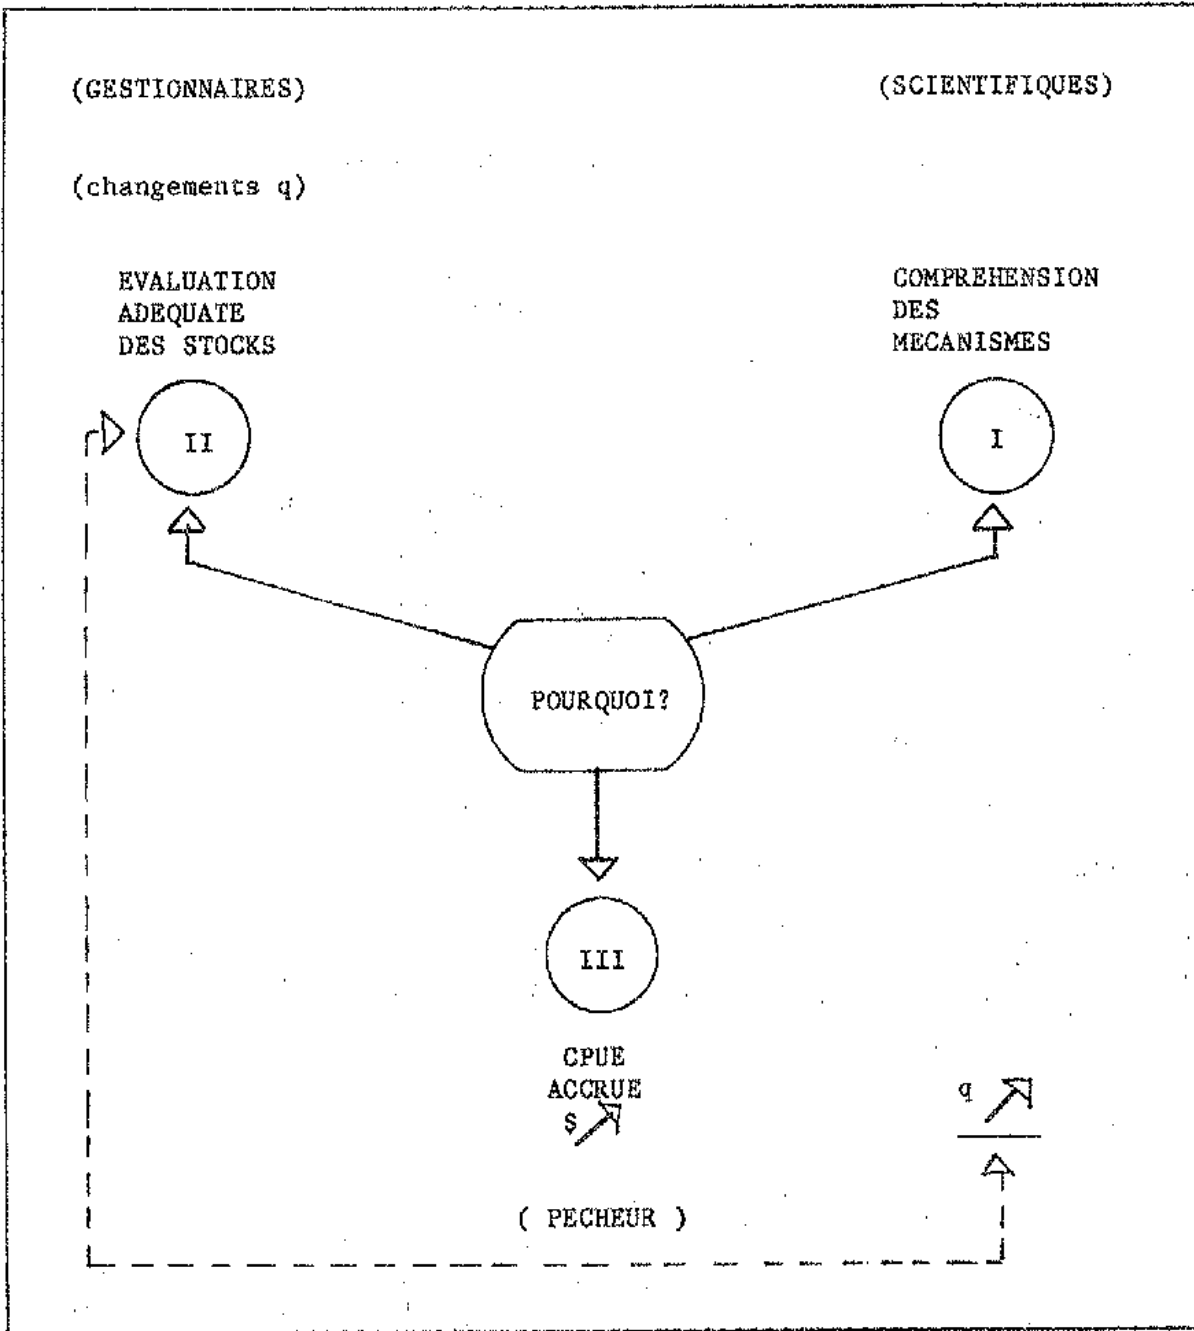 (GESTIONNAIRES)
(SCIENTIFIQUES)
(changements q)
EVALUATION
ADEQUATE
DES STOCKS
COMPREHENSION
DES
MECANISMES
II
I
POURQUOI?
III
CPUE
ACCRUE
$
q
( PECHEUR )